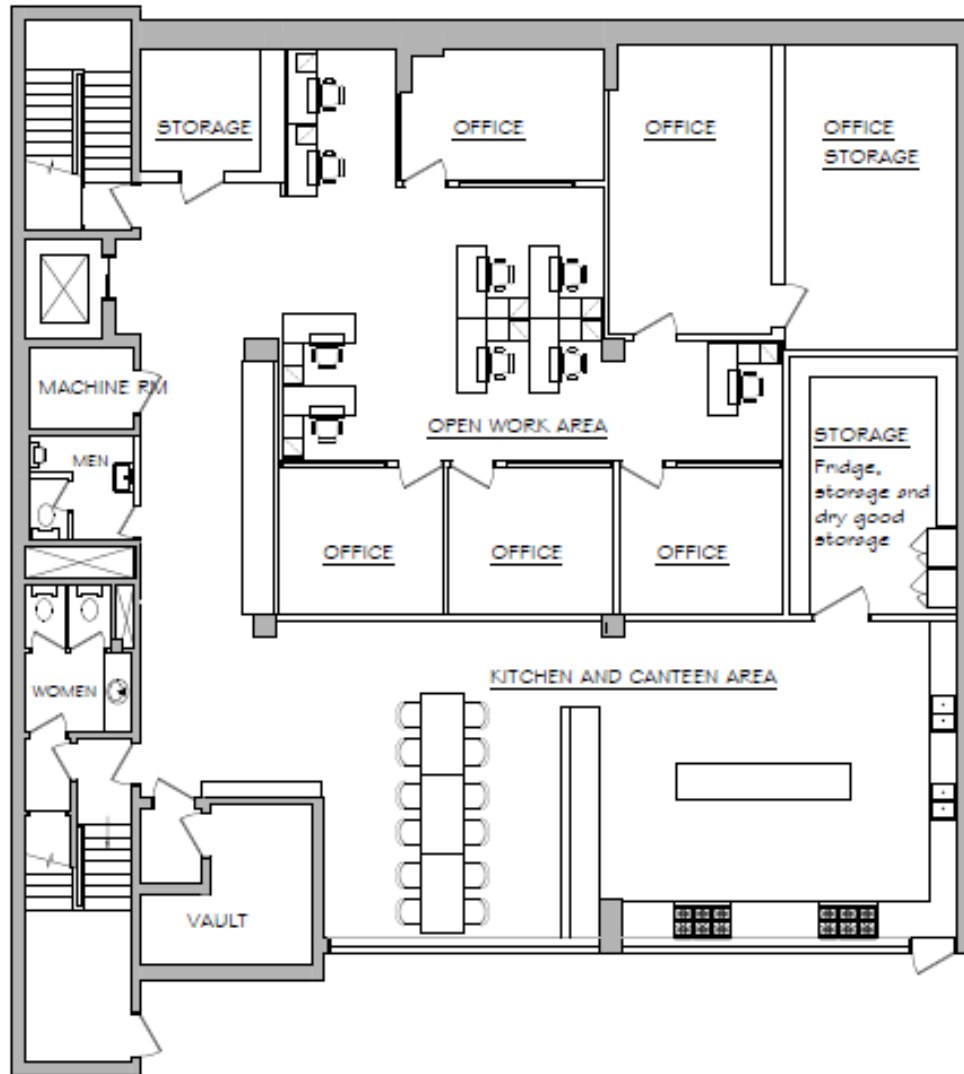 STORAGE
OFFICE
OFFICE
OFFICE
STORAGE
MACHINE RM
OPEN WORK AREA
STORAGE
Fridge,
storage and
dry good
storage
MEN
OFFICE
OFFICE
OFFICE
WOMEN
KITCHEN AND CANTEEN AREA
VAULT